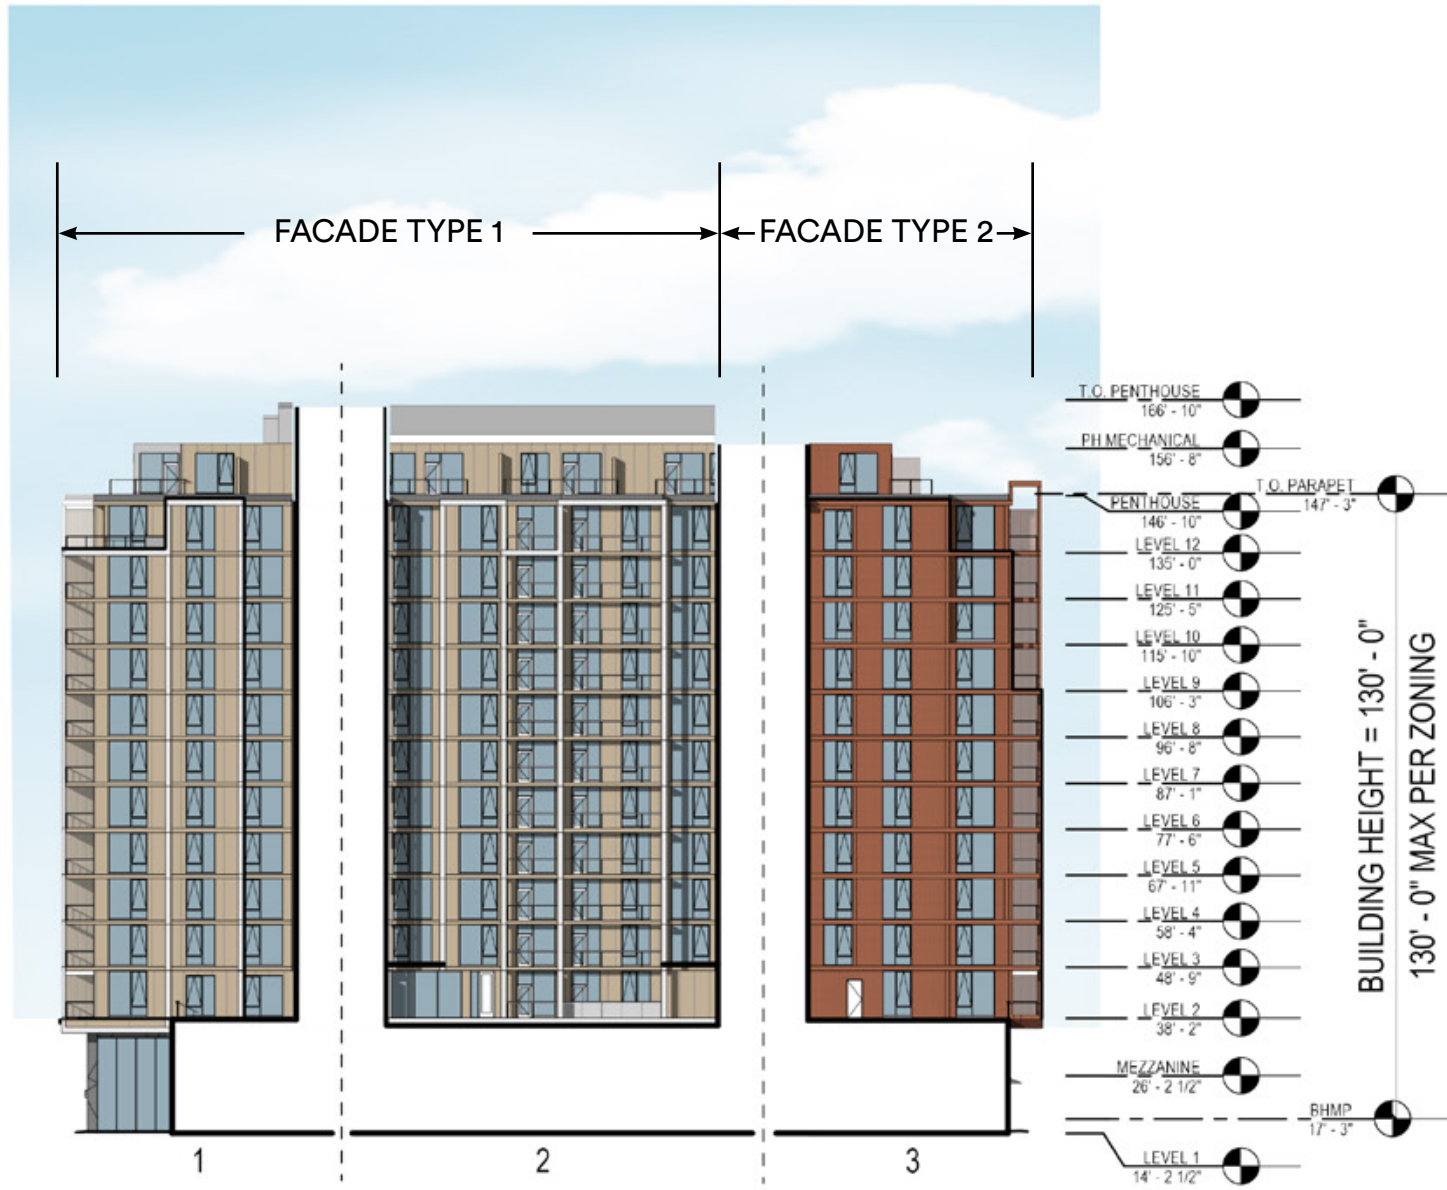 FACADE TYPE 1
FACADE TYPE 2
T.O. PENTHOUSE
166' - 10"
PH MECHANICAL
156' - 8"
T.O. PARAPET
147' - 3"
PENTHOUSE
146' - 10"
LEVEL 12
135' - 0"
LEVEL 11
125' - 5"
LEVEL 10
115' - 10"
LEVEL 9
106' - 3"
LEVEL 8
96' - 8"
LEVEL 7
87' - 1"
LEVEL 6
77' - 6"
LEVEL 5
67' - 11"
LEVEL 4
58' - 4"
LEVEL 3
48' - 9"
LEVEL 2
38' - 2"
MEZZANINE
26' - 2 1/2"
BHMP
17' - 3"
LEVEL 1
14' - 2 1/2"
BUILDING HEIGHT = 130' - 0"
130' - 0" MAX PER ZONING
1
2
3